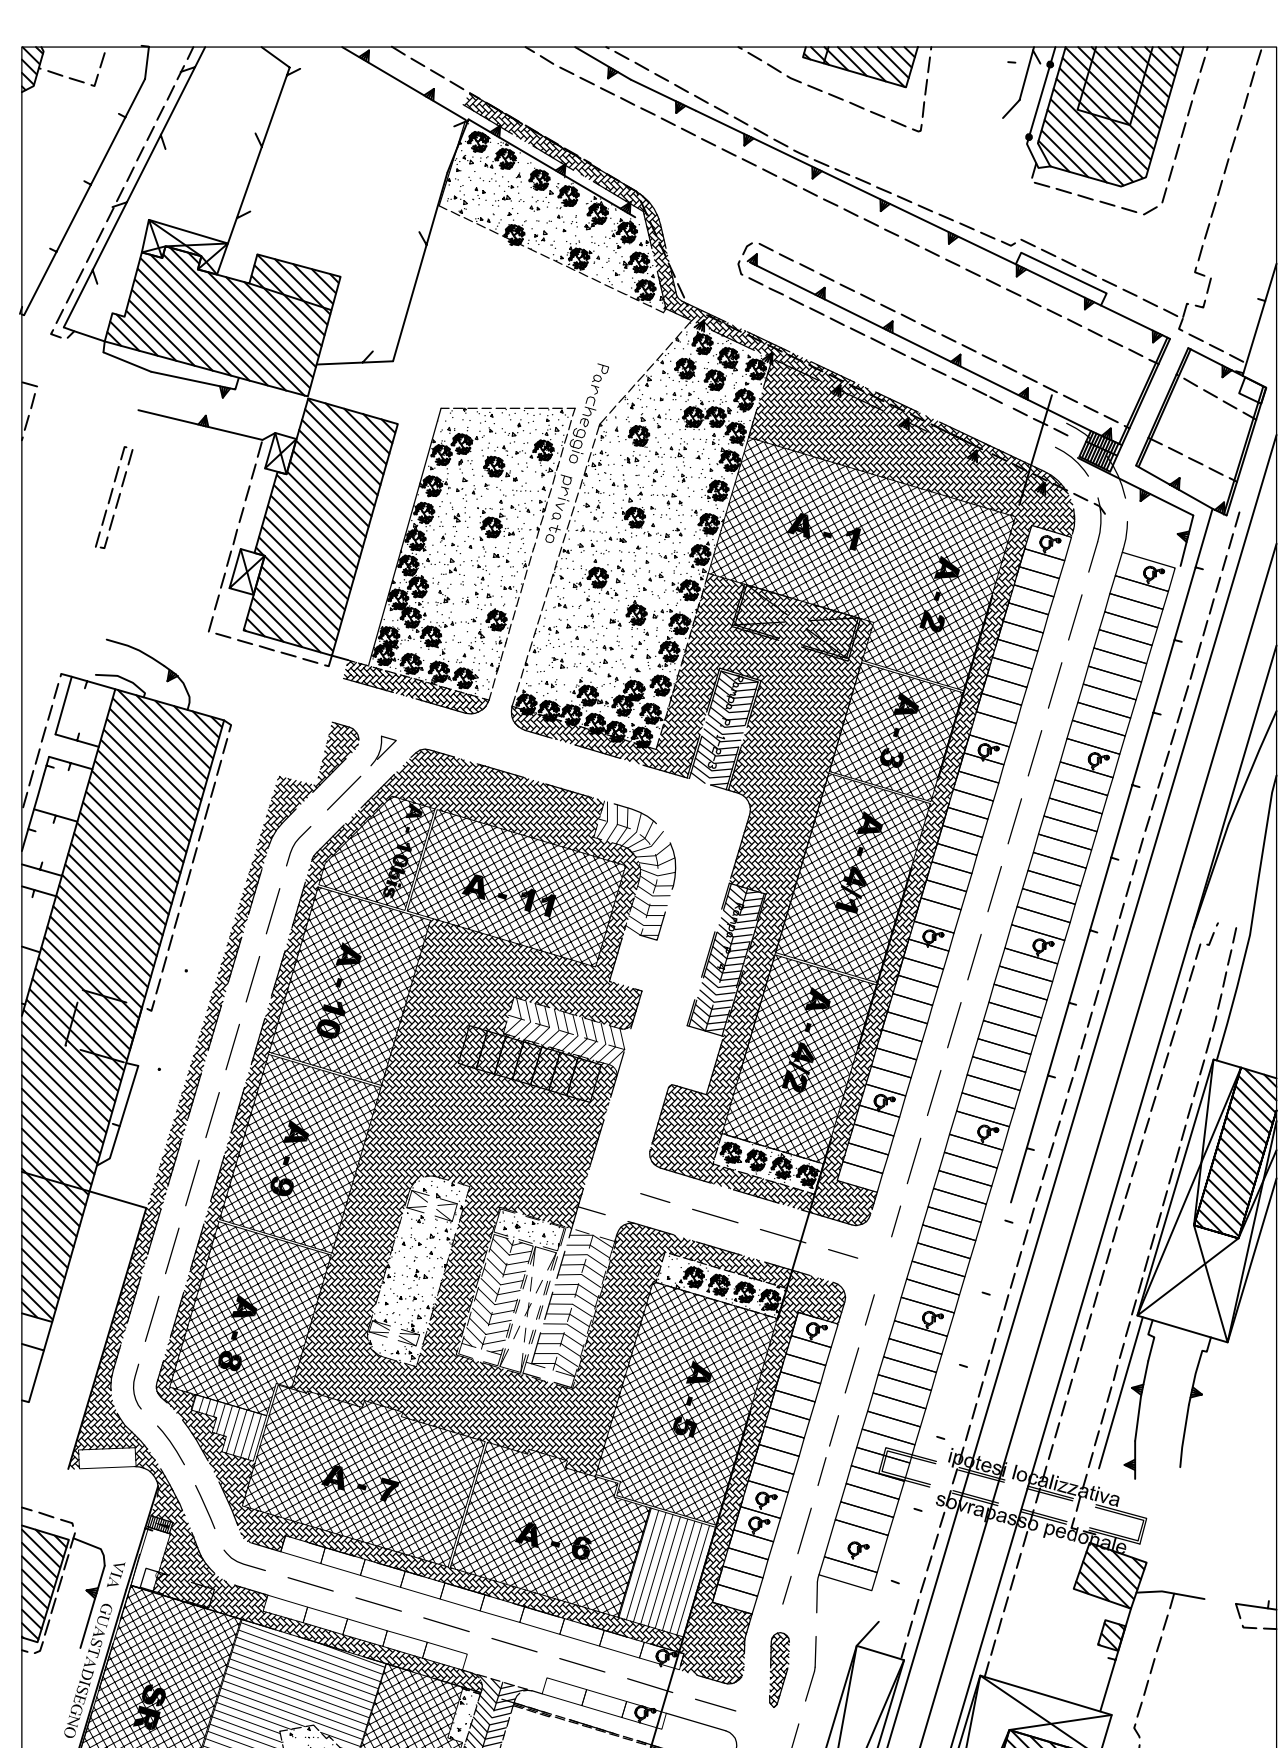 Parcheggio privato
A - 1
A - 2
A - 3
A - 4/1
A - 4/2
A - 10bis
A - 11
A - 10
A - 9
A - 8
A - 7
A - 6
A - 5
ipotesi localizzativa
sovrapasso pedonale
VIA GUASTADISEGNO
SR